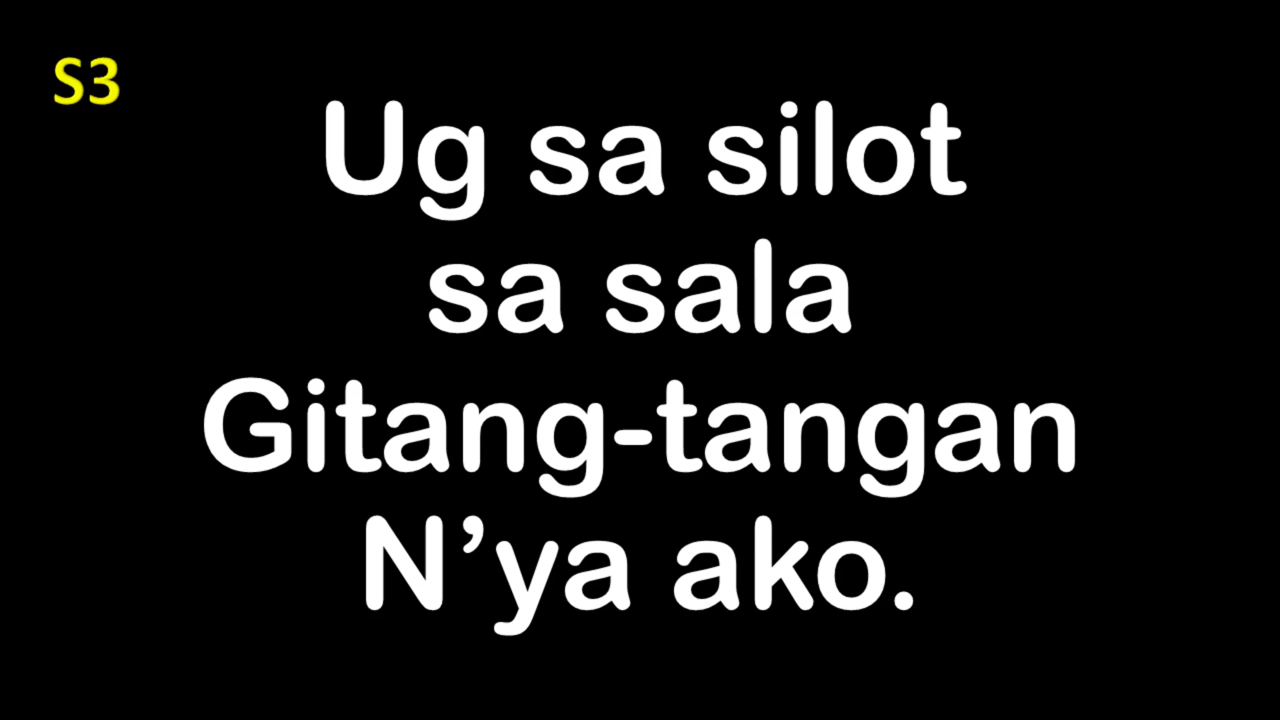 S3
Ug sa silot
sa sala
Gitang-tangan
N’ya ako.